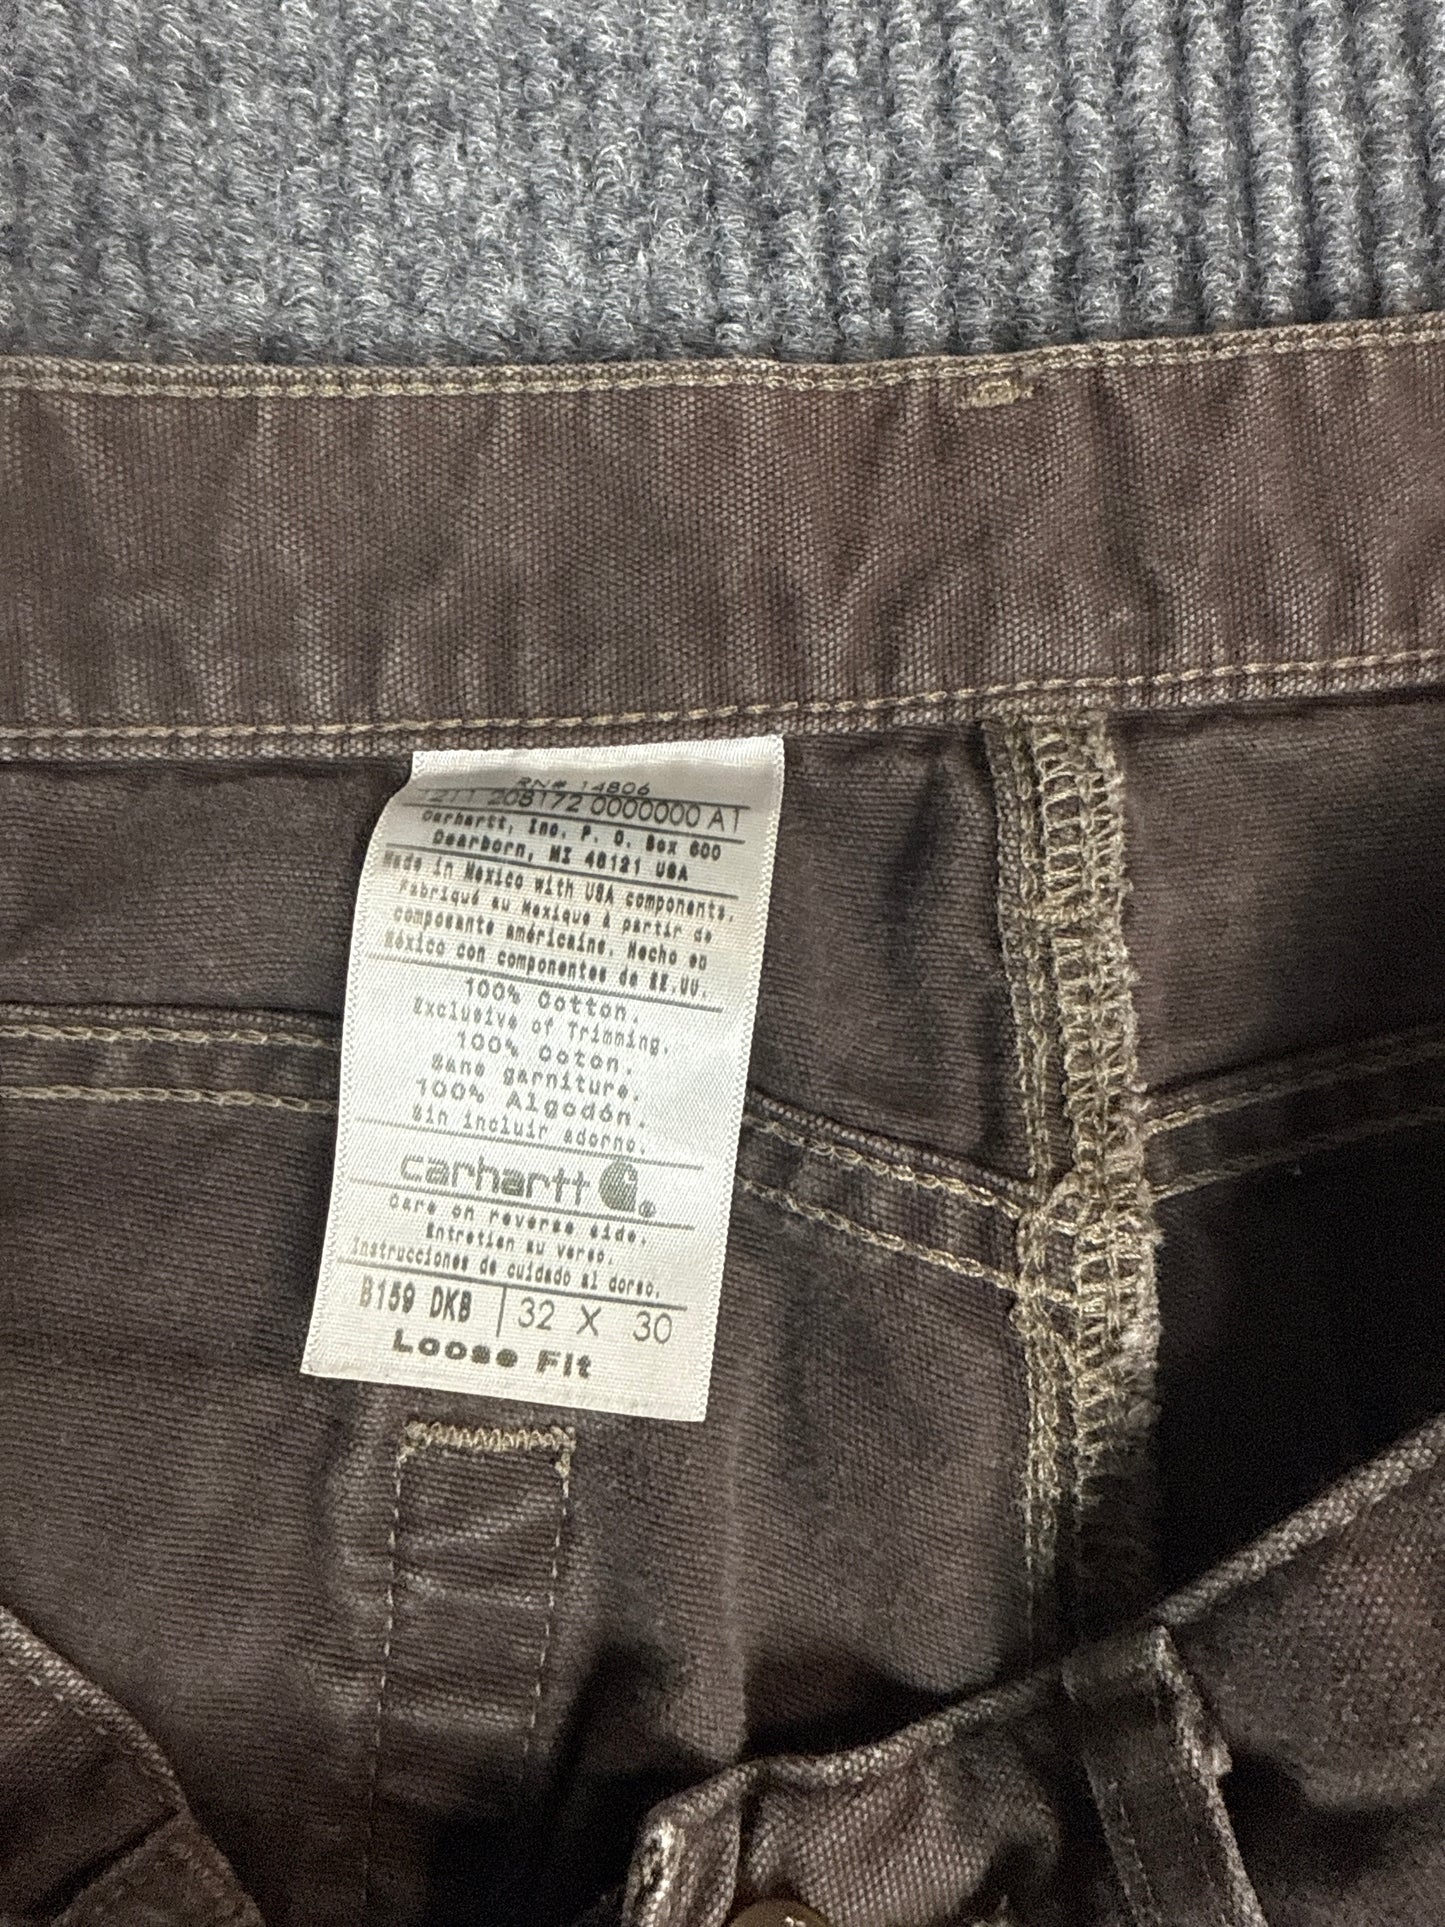 RN# 14806
1211 208172 0000000 A1
Carhartt, Inc. P. O. Box 600
Dearborn, MI 48121 USA
Made in Mexico with USA components.
Fabriqué au Mexique à partir de
composante américaine. Hecho en
México con componentes de EE.UU.
100% Cotton.
Exclusive of Trimming.
100% Coton.
Sans garniture.
100% Algodón.
Sin incluir adorno.
carhartt ®
Care on reverse side.
Entretien au verso.
Instrucciones de cuidado al dorso.
B159 DKB 32 X 30
Loose Fit